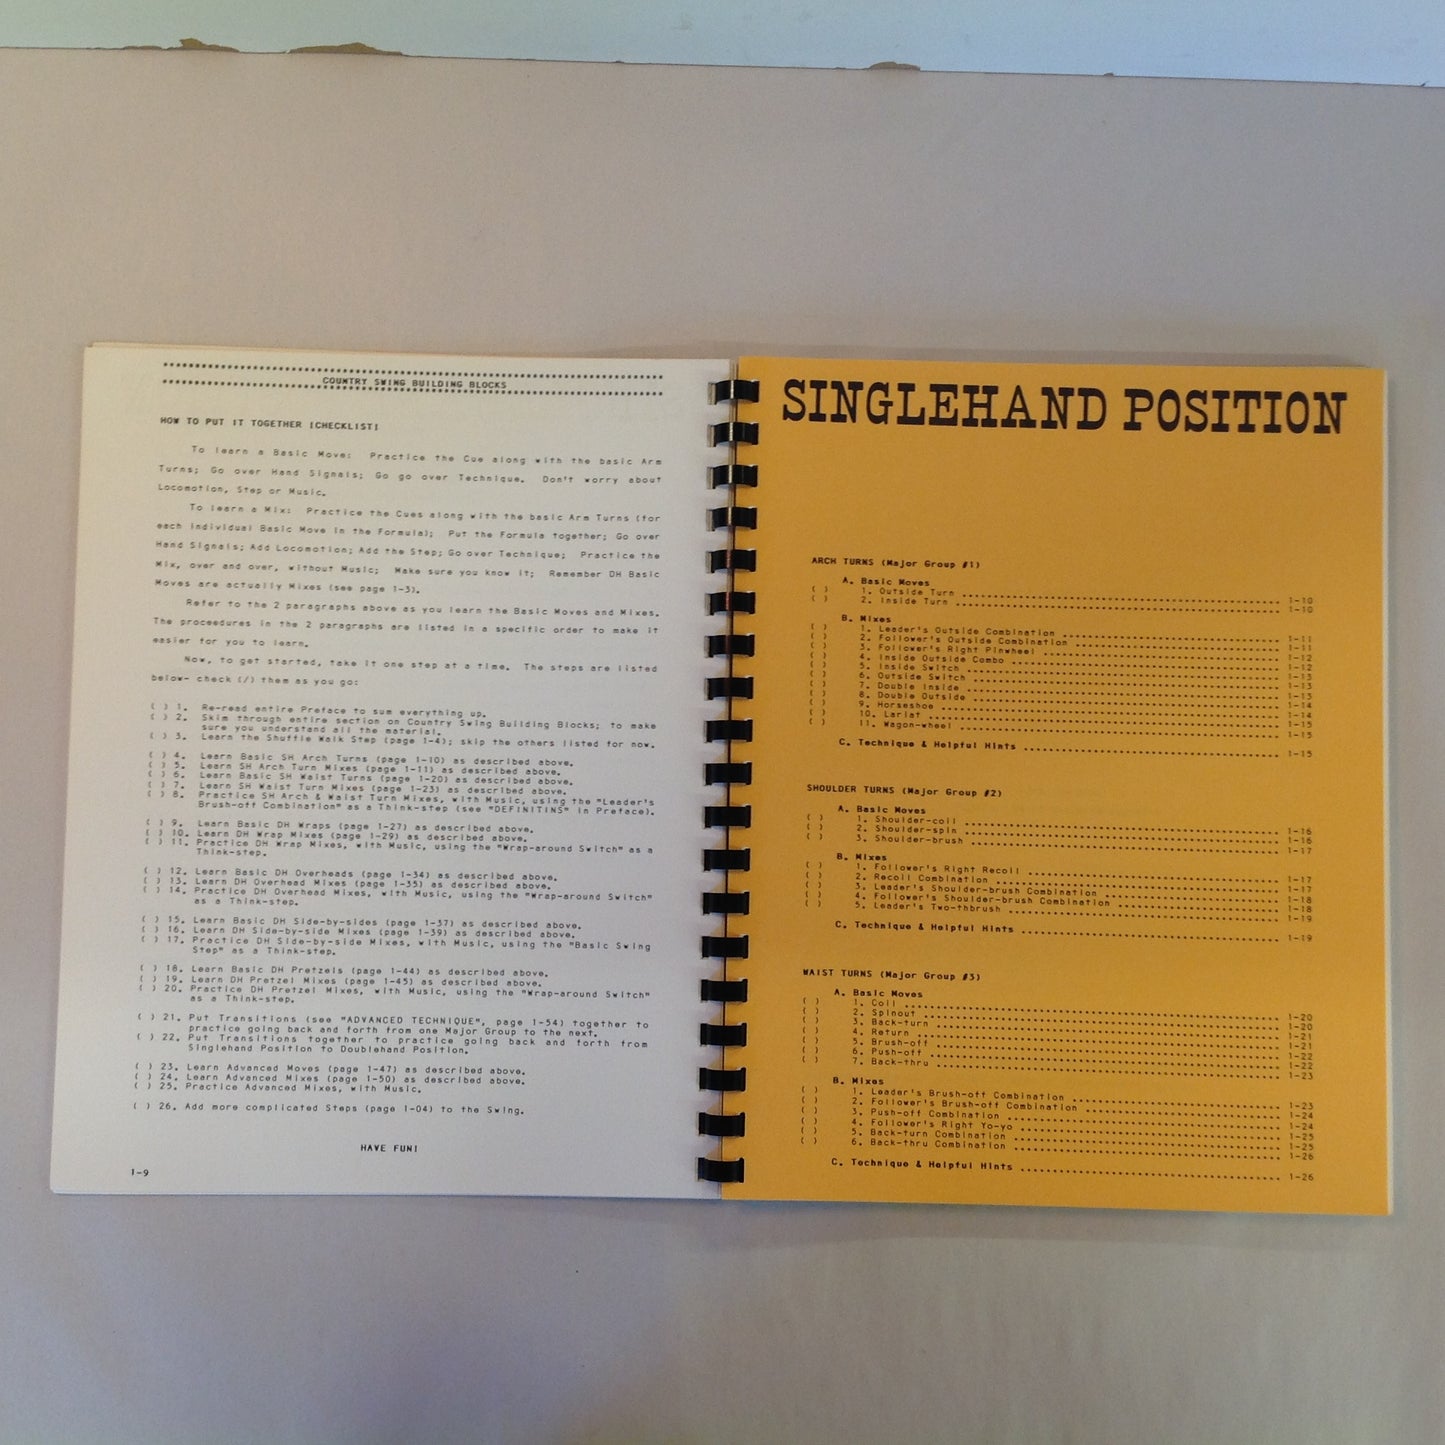 COUNTRY SWING BUILDING BLOCKS
HOW TO PUT IT TOGETHER [CHECKLIST]
To learn a Basic Move: Practice the Cue along with the basic Arm
Turns; Go over Hand Signals; Go go over Technique. Don't worry about
Locomotion, Step or Music.
To learn a Mix: Practice the Cues along with the basic Arm Turns (for
each individual Basic Move in the Formula); Put the Formula together; Go over
Hand Signals; Add Locomotion; Add the Step; Go over Technique; Practice the
Mix, over and over, without Music; Make sure you know it; Remember DH Basic
Moves are actually Mixes (see page 1-3).
Refer to the 2 paragraphs above as you learn the Basic Moves and Mixes.
The proceedures in the 2 paragraphs are listed in a specific order to make it
easier for you to learn.
Now, to get started, take it one step at a time. The steps are listed
below- check (/) them as you go:
( ) 1. Re-read entire Preface to sum everything up.
( ) 2. Skim through entire section on Country Swing Building Blocks; to make
sure you understand all the material.
( ) 3. Learn the Shuffle Walk Step (page 1-4); skip the others listed for now.
( ) 4. Learn Basic SH Arch Turns (page 1-10) as described above.
( ) 5. Learn SH Arch Turn Mixes (page 1-11) as described above.
( ) 6. Learn Basic SH Waist Turns (page 1-20) as described above.
( ) 7. Learn SH Waist Turn Mixes (page 1-23) as described above.
( ) 8. Practice SH Arch & Waist Turn Mixes, with Music, using the "Leader's
Brush-off Combination" as a Think-step (see "DEFINITINS" in Preface).
( ) 9. Learn Basic DH Wraps (page 1-27) as described above.
( ) 10. Learn DH Wrap Mixes (page 1-29) as described above.
( ) 11. Practice DH Wrap Mixes, with Music, using the "Wrap-around Switch" as a
Think-step.
( ) 12. Learn Basic DH Overheads (page 1-34) as described above.
( ) 13. Learn DH Overhead Mixes (page 1-35) as described above.
( ) 14. Practice DH Overhead Mixes, with Music, using the "Wrap-around Switch"
as a Think-step.
( ) 15. Learn Basic DH Side-by-sides (page 1-37) as described above.
( ) 16. Learn DH Side-by-side Mixes (page 1-39) as described above.
( ) 17. Practice DH Side-by-side Mixes, with Music, using the "Basic Swing
Step" as a Think-step.
( ) 18. Learn Basic DH Pretzels (page 1-44) as described above.
( ) 19. Learn DH Pretzel Mixes (page 1-45) as described above.
( ) 20. Practice DH Pretzel Mixes, with Music, using the "Wrap-around Switch"
as a Think-step.
( ) 21. Put Transitions (see "ADVANCED TECHNIQUE", page 1-54) together to
practice going back and forth from one Major Group to the next.
( ) 22. Put Transitions together to practice going back and forth from
Singlehand Position to Doublehand Position.
( ) 23. Learn Advanced Moves (page 1-47) as described above.
( ) 24. Learn Advanced Mixes (page 1-50) as described above.
( ) 25. Practice Advanced Mixes, with Music.
( ) 26. Add more complicated Steps (page 1-04) to the Swing.
HAVE FUN!
1-9
SINGLEHAND POSITION
ARCH TURNS (Major Group #1)
A. Basic Moves
( ) 1. Outside Turn 1-10
( ) 2. Inside Turn 1-10
B. Mixes
( ) 1. Leader's Outside Combination 1-11
( ) 2. Follower's Outside Combination 1-11
( ) 3. Follower's Right Pinwheel 1-12
( ) 4. Inside Outside Combo 1-12
( ) 5. Inside Switch 1-13
( ) 6. Outside Switch 1-13
( ) 7. Double Inside 1-13
( ) 8. Double Outside 1-14
( ) 9. Horseshoe 1-14
( ) 10. Lariat 1-15
( ) 11. Wagon-wheel 1-15
C. Technique & Helpful Hints 1-15
SHOULDER TURNS (Major Group #2)
A. Basic Moves
( ) 1. Shoulder-coil 1-16
( ) 2. Shoulder-spin 1-16
( ) 3. Shoulder-brush 1-17
B. Mixes
( ) 1. Follower's Right Recoil 1-17
( ) 2. Recoil Combination 1-17
( ) 3. Leader's Shoulder-brush Combination 1-18
( ) 4. Follower's Shoulder-brush Combination 1-18
( ) 5. Leader's Two-thbrush 1-19
C. Technique & Helpful Hints 1-19
WAIST TURNS (Major Group #3)
A. Basic Moves
( ) 1. Coil 1-20
( ) 2. Spinout 1-20
( ) 3. Back-turn 1-21
( ) 4. Return 1-21
( ) 5. Brush-off 1-22
( ) 6. Push-off 1-22
( ) 7. Back-thru 1-23
B. Mixes
( ) 1. Leader's Brush-off Combination 1-23
( ) 2. Follower's Brush-off Combination 1-24
( ) 3. Push-off Combination 1-24
( ) 4. Follower's Right Yo-yo 1-25
( ) 5. Back-turn Combination 1-25
( ) 6. Back-thru Combination 1-26
C. Technique & Helpful Hints 1-26